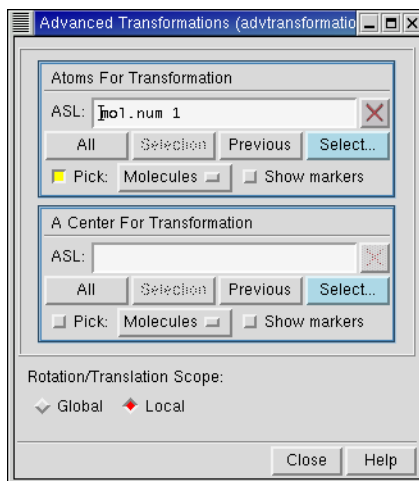 Advanced Transformations (advtransformatio
Atoms For Transformation
ASL: mol.num 1
All Selection Previous Select...
Pick: Molecules Show markers
A Center For Transformation
ASL:
All Selection Previous Select...
Pick: Molecules Show markers
Rotation/Translation Scope:
Global Local
Close Help